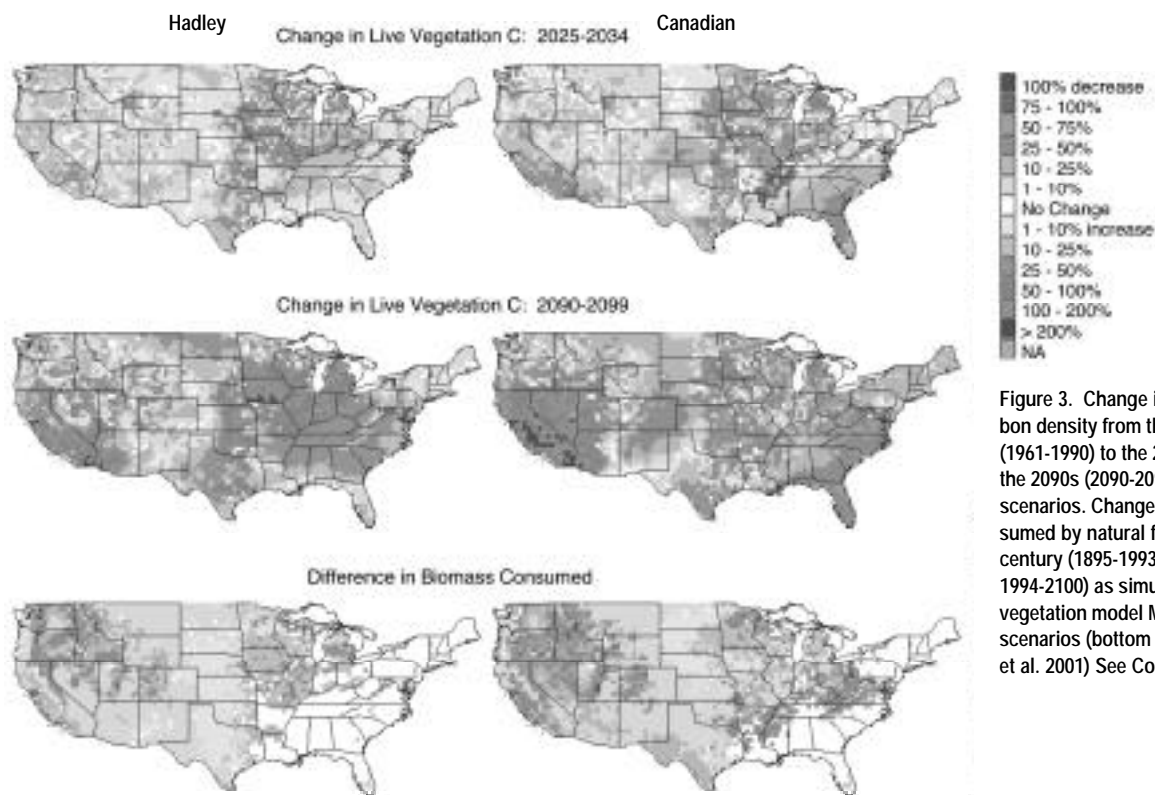 Hadley
Canadian
Change in Live Vegetation C: 2025-2034
100% decrease
75 - 100%
50 - 75%
25 - 50%
10 - 25%
1 - 10%
No Change
1 - 10% increase
10 - 25%
25 - 50%
50 - 100%
100 - 200%
> 200%
NA
Change in Live Vegetation C: 2090-2099
Difference in Biomass Consumed
Figure 3. Change i
bon density from th
(1961-1990) to the 2
the 2090s (2090-20
scenarios. Change
sumed by natural f
century (1895-1993
1994-2100) as simu
vegetation model M
scenarios (bottom
et al. 2001) See Co